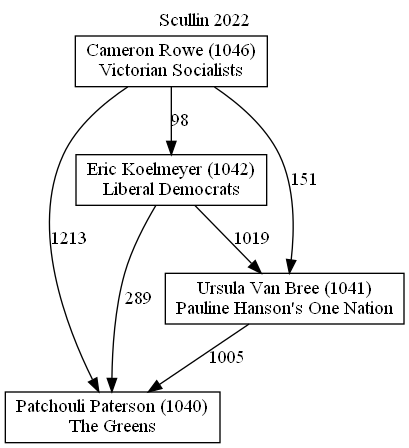 Scullin 2022
Cameron Rowe (1046)
Victorian Socialists
98
Eric Koelmeyer (1042)
Liberal Democrats
151
1213
1019
289
Ursula Van Bree (1041)
Pauline Hanson's One Nation
1005
Patchouli Paterson (1040)
The Greens